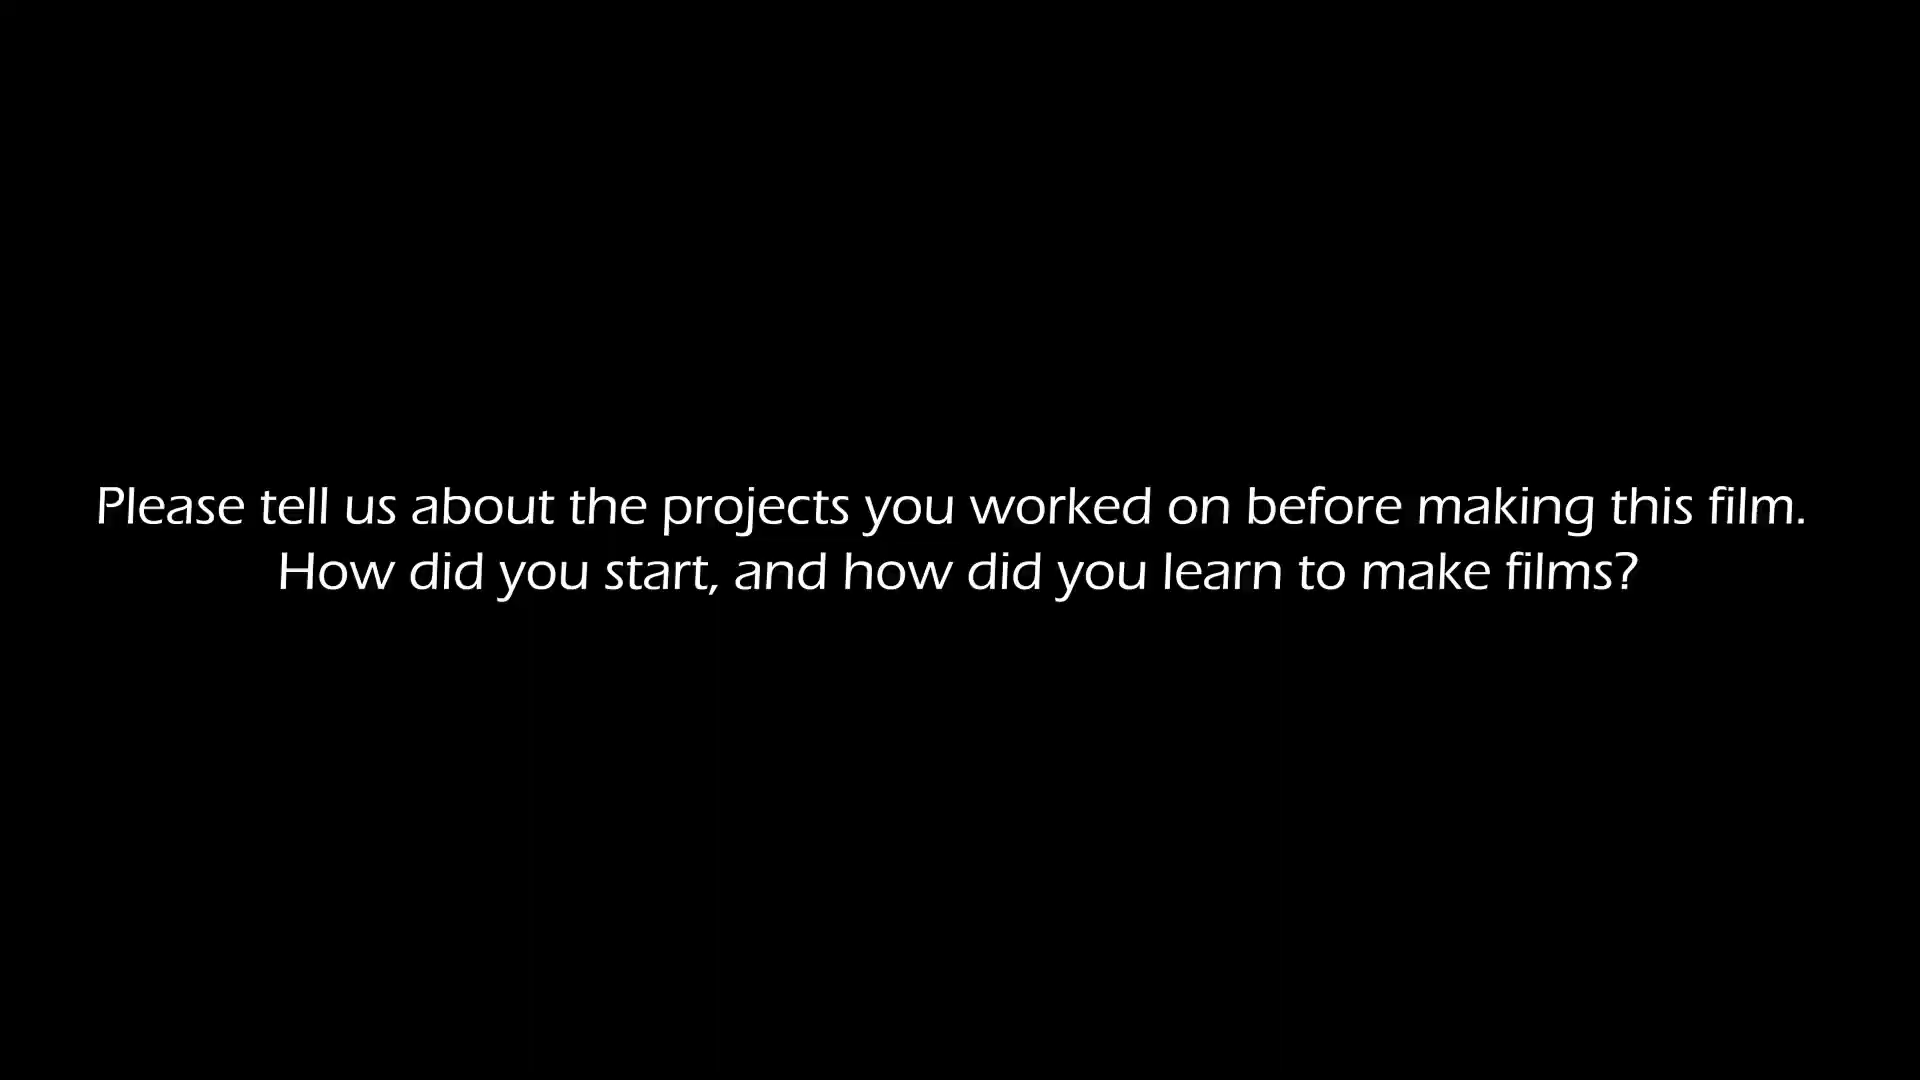 Please tell us about the projects you worked on before making this film.
How did you start, and how did you learn to make films?